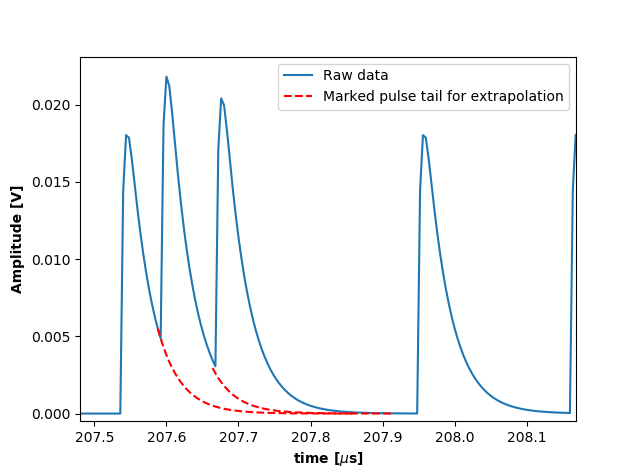 Raw data
Marked pulse tail for extrapolation
0.020
0.015
0.010
0.005
0.000
Amplitude [V]
207.5 207.6 207.7 207.8 207.9 208.0 208.1
time [μs]